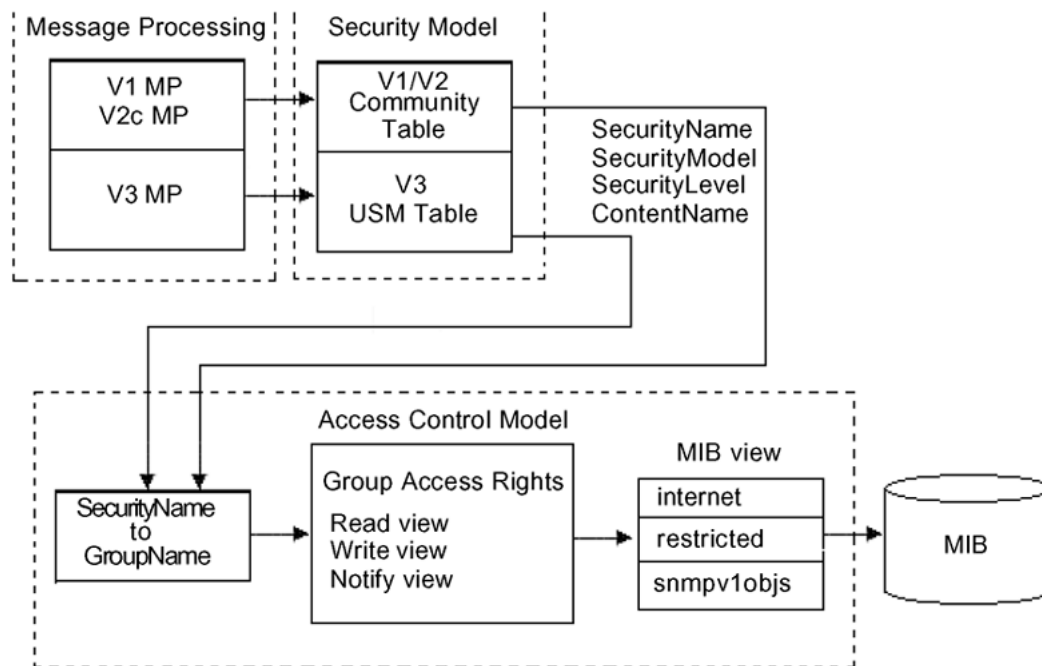 Message Processing
Security Model
V1 MP
V2c MP
V1/V2
Community
Table
V3 MP
V3
USM Table
SecurityName
SecurityModel
SecurityLevel
ContentName
Access Control Model
SecurityName
to
GroupName
Group Access Rights
Read view
Write view
Notify view
MIB view
internet
restricted
snmpv1objs
MIB